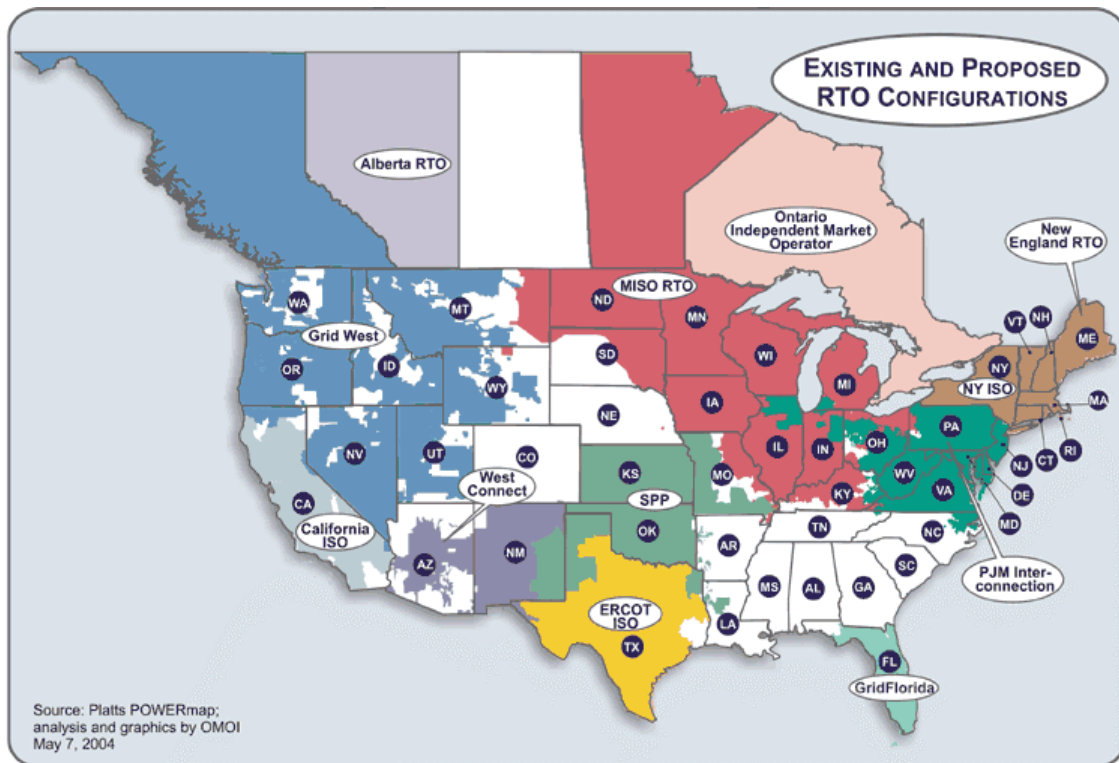 EXISTING AND PROPOSED
RTO CONFIGURATIONS
Alberta RTO
Ontario
Independent Market
Operator
New
England RTO
MISO RTO
Grid West
WA
MT
ND
MN
VT
NH
ME
OR
ID
WY
SD
WI
MI
NY
NY ISO
MA
IA
NE
NV
UT
CO
IL
IN
OH
PA
RI
CT
NJ
West
Connect
KS
MO
WV
VA
DE
MD
KY
SPP
CA
California
ISO
AZ
NM
OK
AR
TN
NC
SC
PJM Inter-
connection
MS
AL
GA
ERCOT
ISO
TX
LA
FL
GridFlorida
Source: Platts POWERmap;
analysis and graphics by OMOI
May 7, 2004